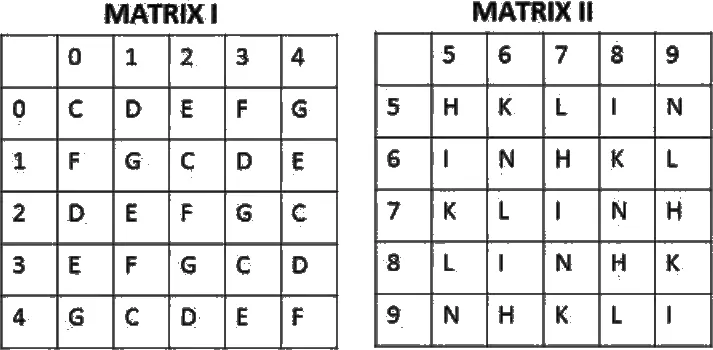 MATRIX I
0 1 2 3 4
0 C D E F G
1 F G C D E
2 D E F G C
3 E F G C D
4 G C D E F
MATRIX II
5 6 7 8 9
5 H K L I N
6 I N H K L
7 K L I N H
8 L I N H K
9 N H K L I